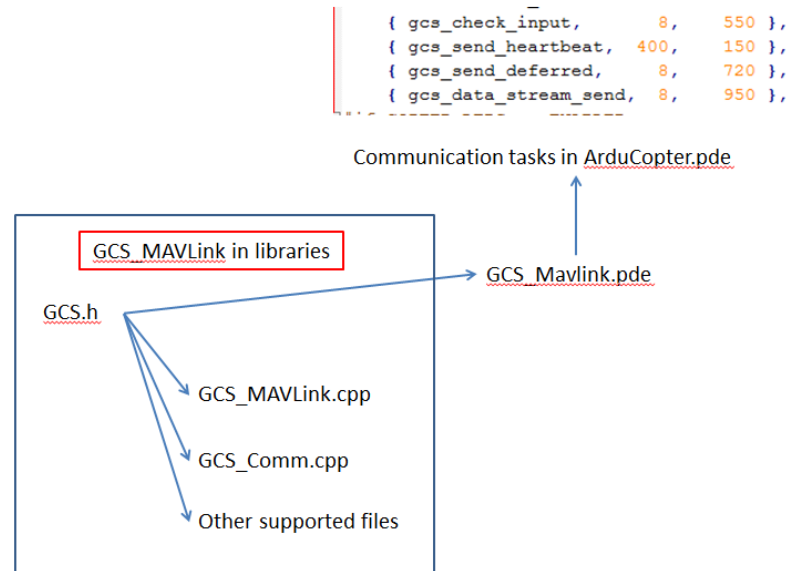 { gcs_check_input, 8, 550 },
{ gcs_send_heartbeat, 400, 150 },
{ gcs_send_deferred, 8, 720 },
{ gcs_data_stream_send, 8, 950 },
Communication tasks in ArduCopter.pde
GCS_MAVLink in libraries
GCS_Mavlink.pde
GCS.h
GCS_MAVLink.cpp
GCS_Comm.cpp
Other supported files